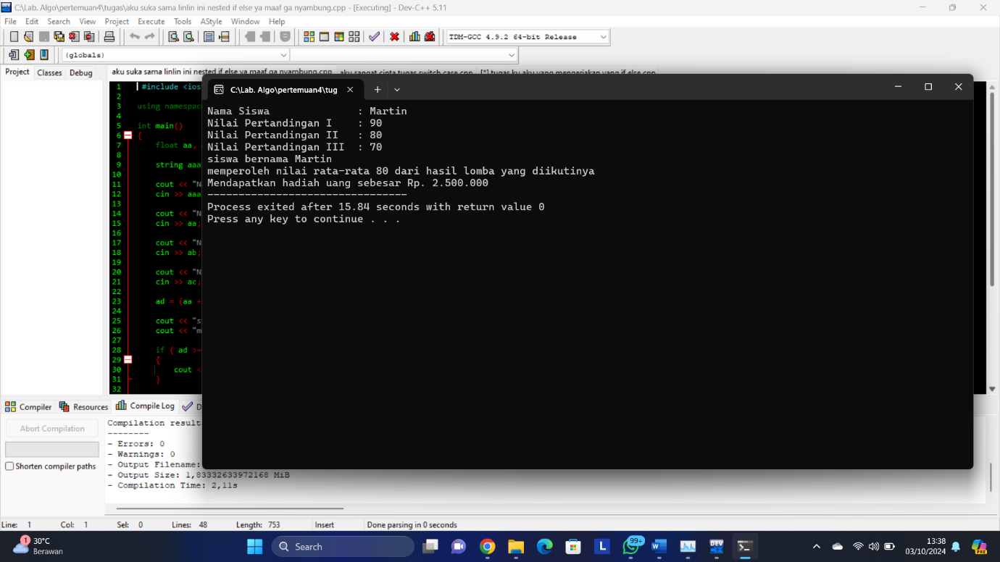 C:\Lab. Algo\pertemuan4\tugas\aku suka sama linlin ini nested if else ya maaf ga nyambung.cpp - [Executing] - Dev-C++ 5.11
File Edit Search View Project Execute Tools AStyle Window Help
TDM-GCC 4.9.2 64-bit Release
(globals)
Project Classes Debug
aku suka sama linlin ini nested if else ya maaf ga nyambung.cpp aku sangat cinta tugas switch case.cpp [*] tugas ku aku yang mengerjakan yang if else.cpp
C:\Lab. Algo\pertemuan4\tug
1 #include <ios
2
3 using namespac
4
5 int main()
6 {
7 float aa,
8
9 string aaa
10
11 cout << "N
12 cin >> aaa
13
14 cout << "N
15 cin >> aa;
16
17 cout << "N
18 cin >> ab;
19
20 cout << "N
21 cin >> ac;
22
23 ad = (aa +
24
25 cout << "s
26 cout << "m
27
28 if ( ad >=
29 {
30 cout <
31 }
32
Nama Siswa : Martin
Nilai Pertandingan I : 90
Nilai Pertandingan II : 80
Nilai Pertandingan III : 70
siswa bernama Martin
memperoleh nilai rata-rata 80 dari hasil lomba yang diikutinya
Mendapatkan hadiah uang sebesar Rp. 2.500.000
--------------------------------
Process exited after 15.84 seconds with return value 0
Press any key to continue . . .
Compiler Resources Compile Log D
Abort Compilation
Shorten compiler paths
Compilation result
--------
- Errors: 0
- Warnings: 0
- Output Filename:
- Output Size: 1,83332633972168 MiB
- Compilation Time: 2,11s
Line: 1 Col: 1 Sel: 0 Lines: 48 Length: 753 Insert Done parsing in 0 seconds
1
30°C
Berawan
Search
99+
DEV
PRE
13:38
03/10/2024